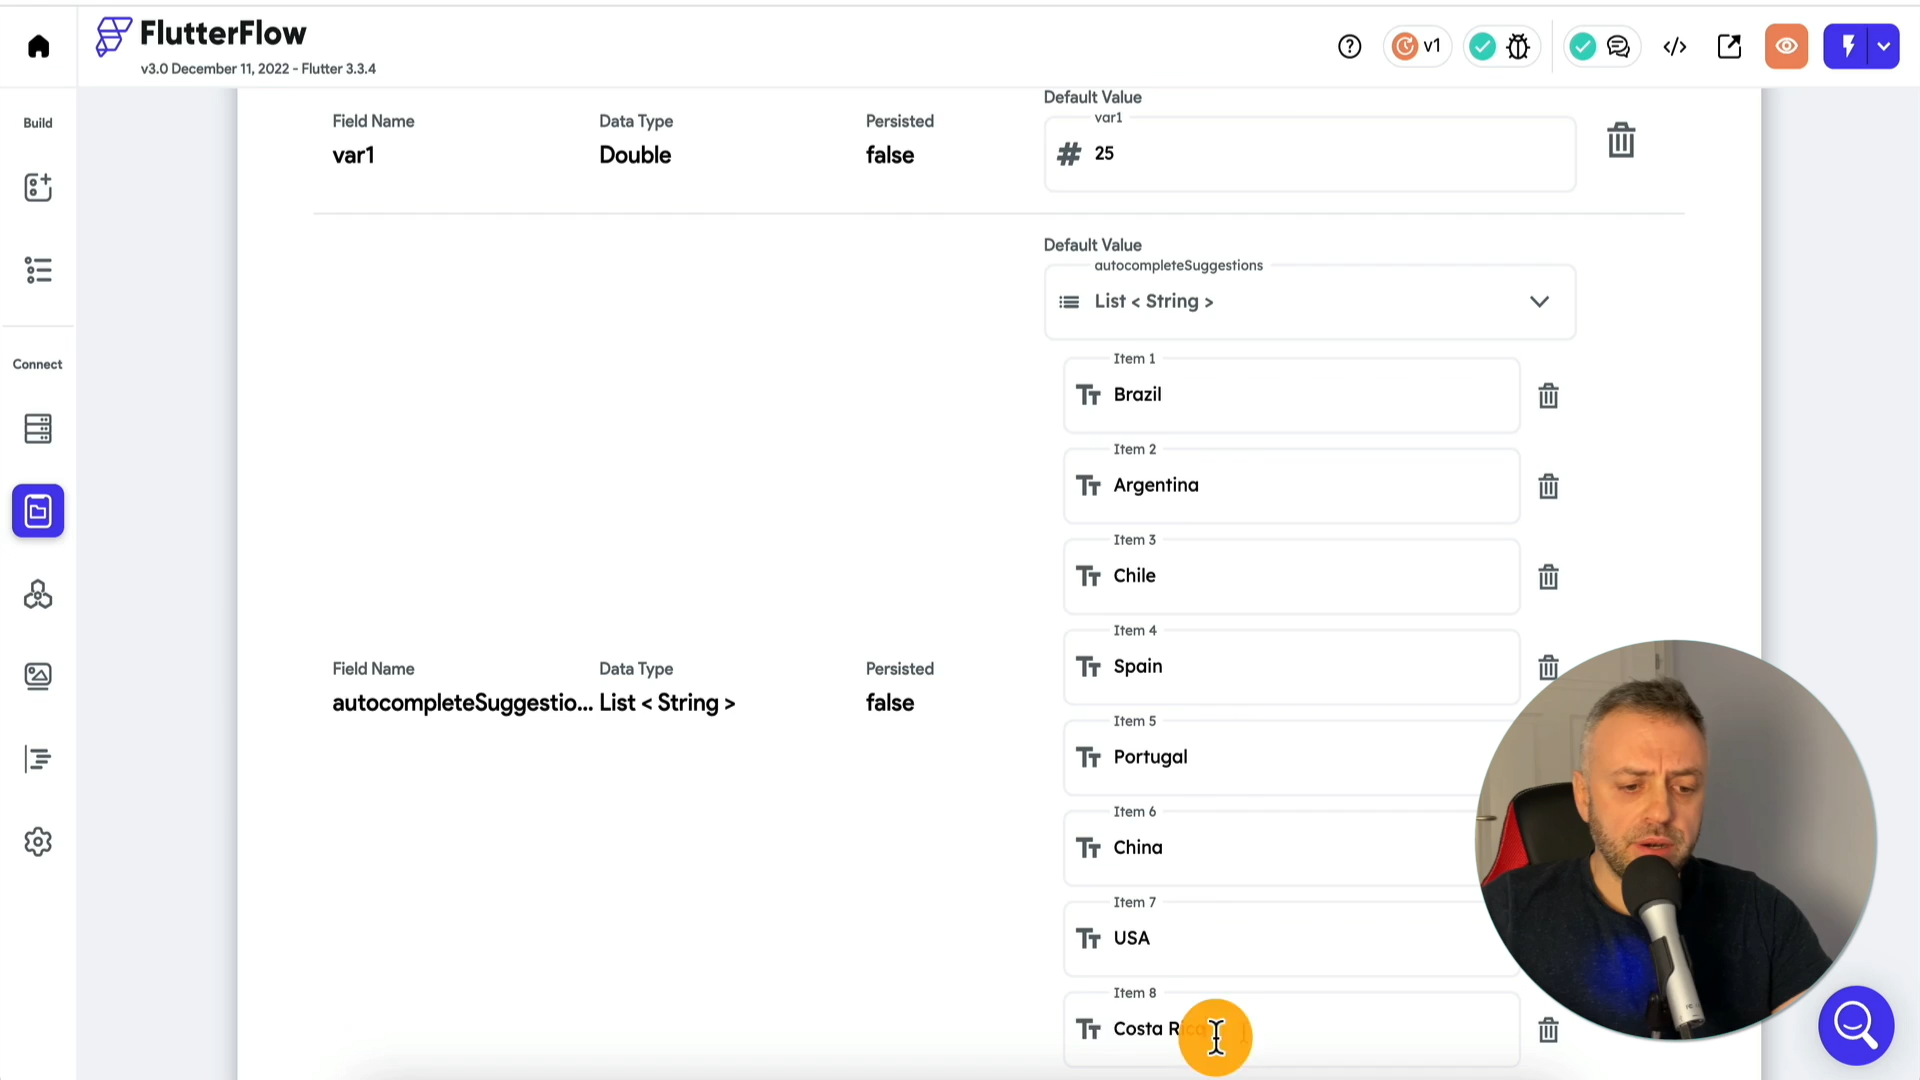 FlutterFlow
v3.0 December 11, 2022 - Flutter 3.3.4
v1
Build
Connect
Default Value
Field Name
Data Type
Persisted
var1
var1
Double
false
25
Default Value
autocompleteSuggestions
List < String >
Item 1
Brazil
Item 2
Argentina
Item 3
Chile
Item 4
Spain
Field Name
Data Type
Persisted
autocompleteSuggestio...
List < String >
false
Item 5
Portugal
Item 6
China
Item 7
USA
Item 8
Costa Rica